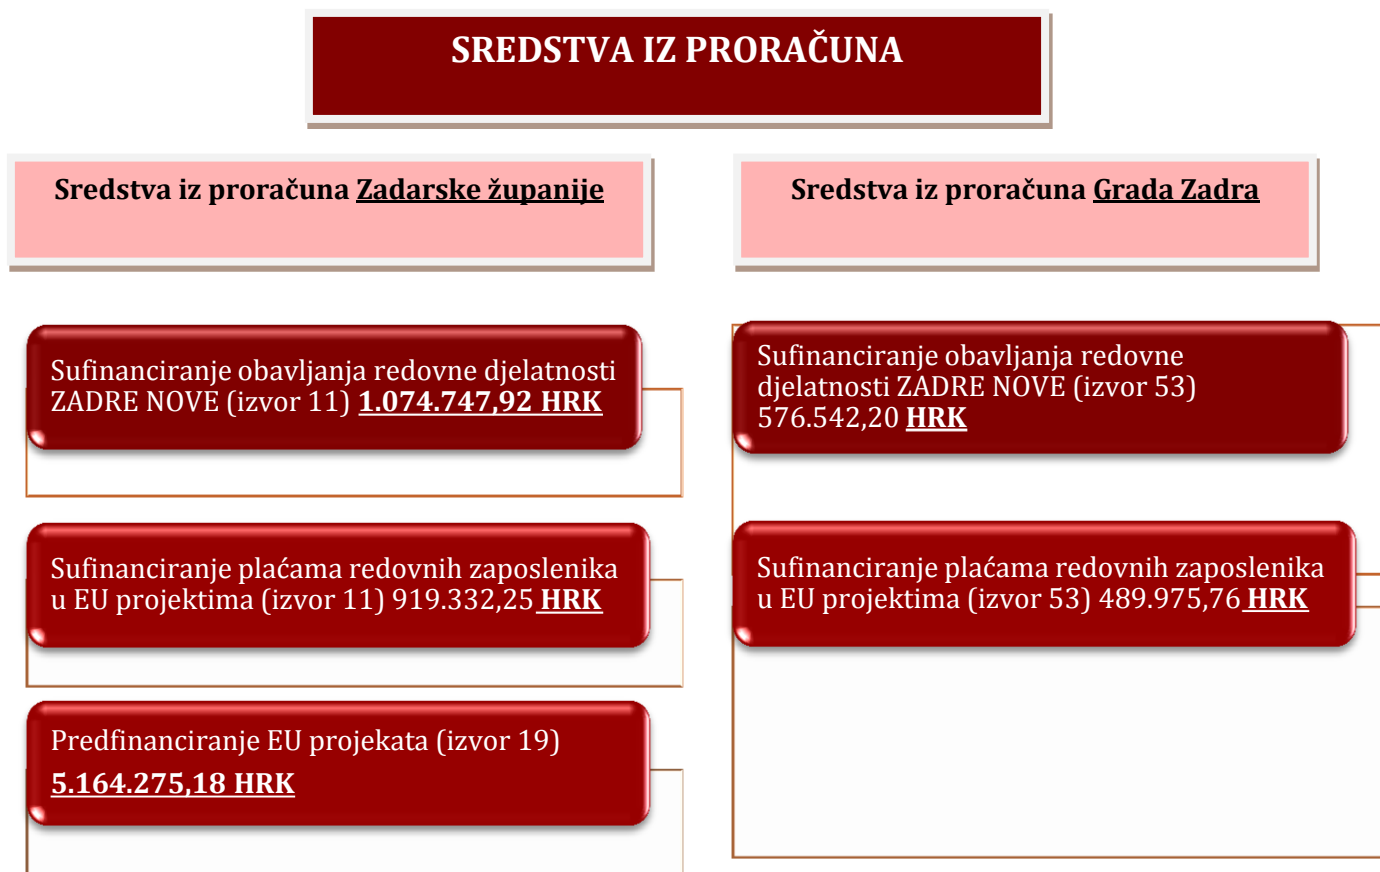 SREDSTVA IZ PRORAČUNA
Sredstva iz proračuna Zadarske županije
Sufinanciranje obavljanja redovne djelatnosti
ZADRE NOVE (izvor 11) 1.074.747,92 HRK
Sufinanciranje plaćama redovnih zaposlenika
u EU projektima (izvor 11) 919.332,25 HRK
Predfinanciranje EU projekata (izvor 19)
5.164.275,18 HRK
Sredstva iz proračuna Grada Zadra
Sufinanciranje obavljanja redovne
djelatnosti ZADRE NOVE (izvor 53)
576.542,20 HRK
Sufinanciranje plaćama redovnih zaposlenika
u EU projektima (izvor 53) 489.975,76 HRK